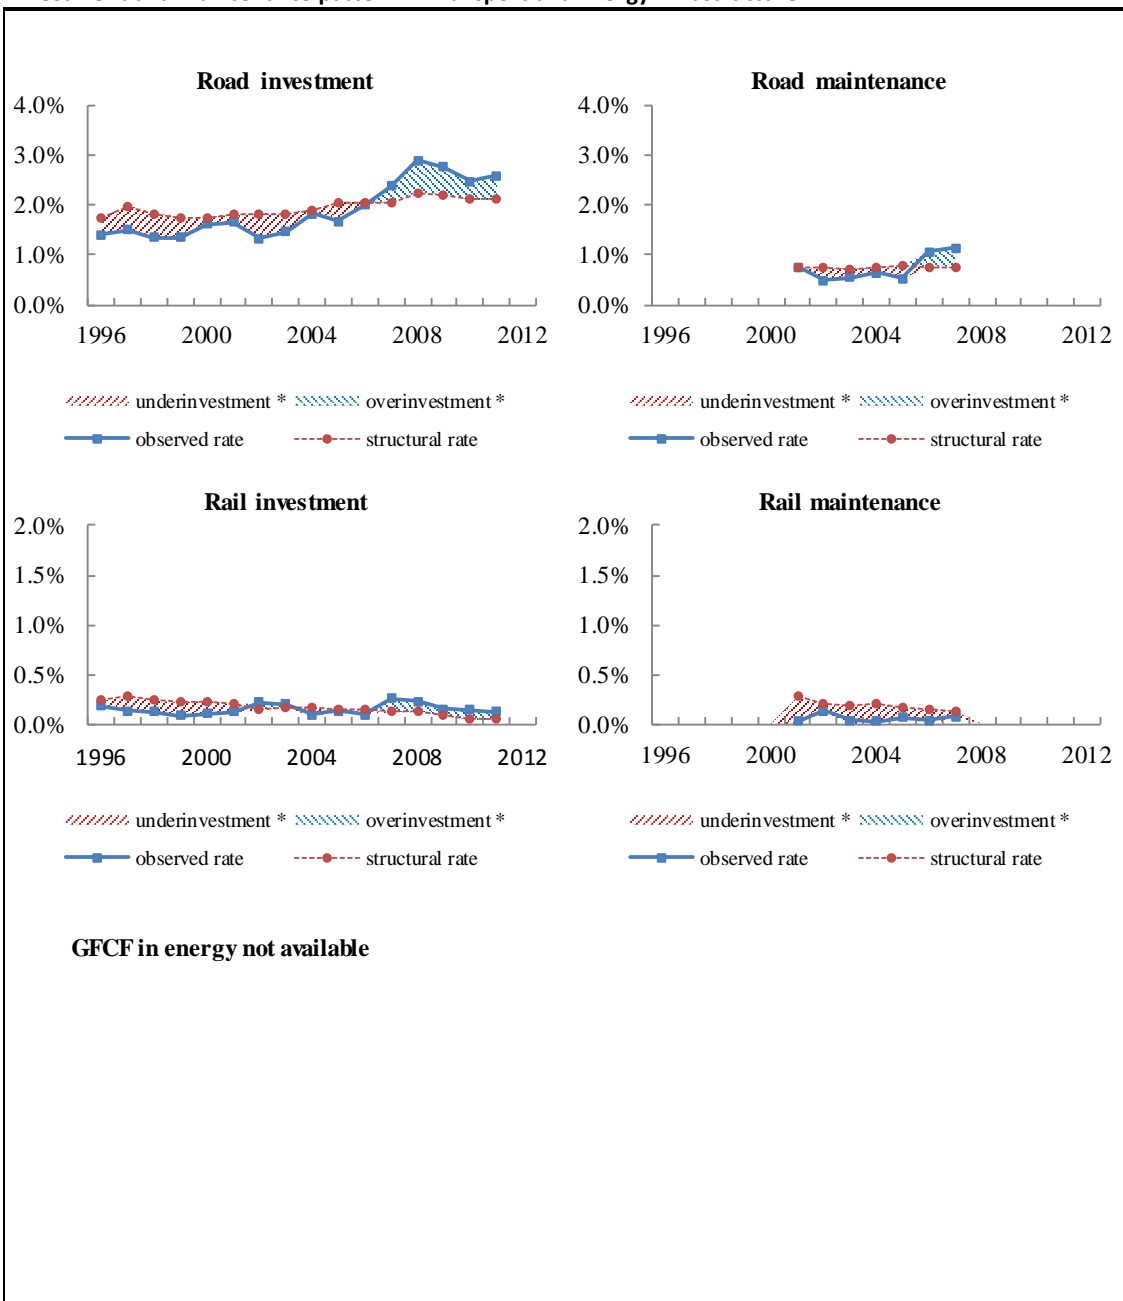 Road investment
Road maintenance
4.0%
3.0%
2.0%
1.0%
0.0%
1996 2000 2004 2008 2012
4.0%
3.0%
2.0%
1.0%
0.0%
1996 2000 2004 2008 2012
underinvestment * overinvestment *
observed rate structural rate
underinvestment * overinvestment *
observed rate structural rate
Rail investment
Rail maintenance
2.0%
1.5%
1.0%
0.5%
0.0%
1996 2000 2004 2008 2012
2.0%
1.5%
1.0%
0.5%
0.0%
1996 2000 2004 2008 2012
underinvestment * overinvestment *
observed rate structural rate
underinvestment * overinvestment *
observed rate structural rate
GFCF in energy not available